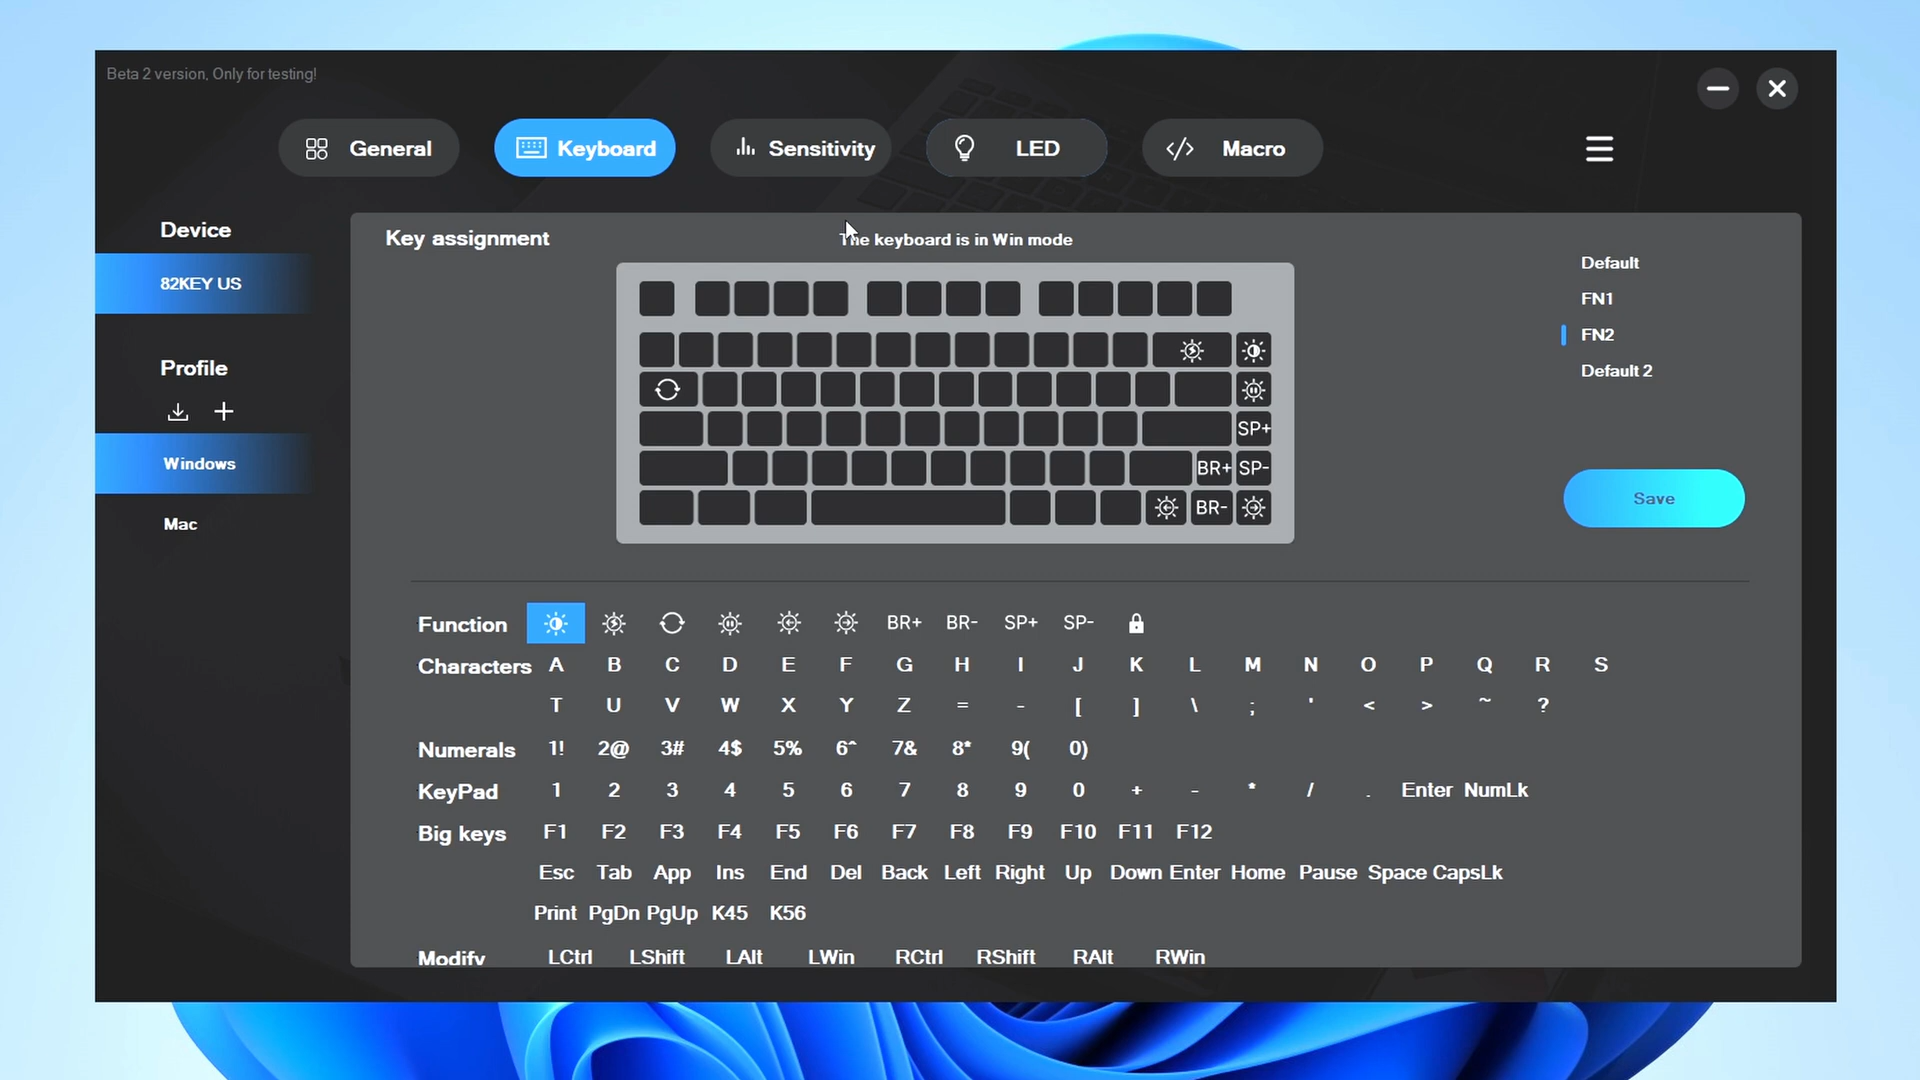 Beta 2 version, Only for testing!
General Keyboard Sensitivity LED Macro
Device
82KEY US
Profile
Windows
Mac
Key assignment
The keyboard is in Win mode
SP+
BR+ SP-
BR-
Default
FN1
FN2
Default 2
Save
Function BR+ BR- SP+ SP-
Characters A B C D E F G H I J K L M N O P Q R S
T U V W X Y Z = - [ ] \ ; ' < > ~ ?
Numerals 1! 2@ 3# 4$ 5% 6^ 7& 8* 9( 0)
KeyPad 1 2 3 4 5 6 7 8 9 0 + - * / . Enter NumLk
Big keys F1 F2 F3 F4 F5 F6 F7 F8 F9 F10 F11 F12
Esc Tab App Ins End Del Back Left Right Up Down Enter Home Pause Space CapsLk
Print PgDn PgUp K45 K56
Modify LCtrl LShift LAlt LWin RCtrl RShift RAlt RWin